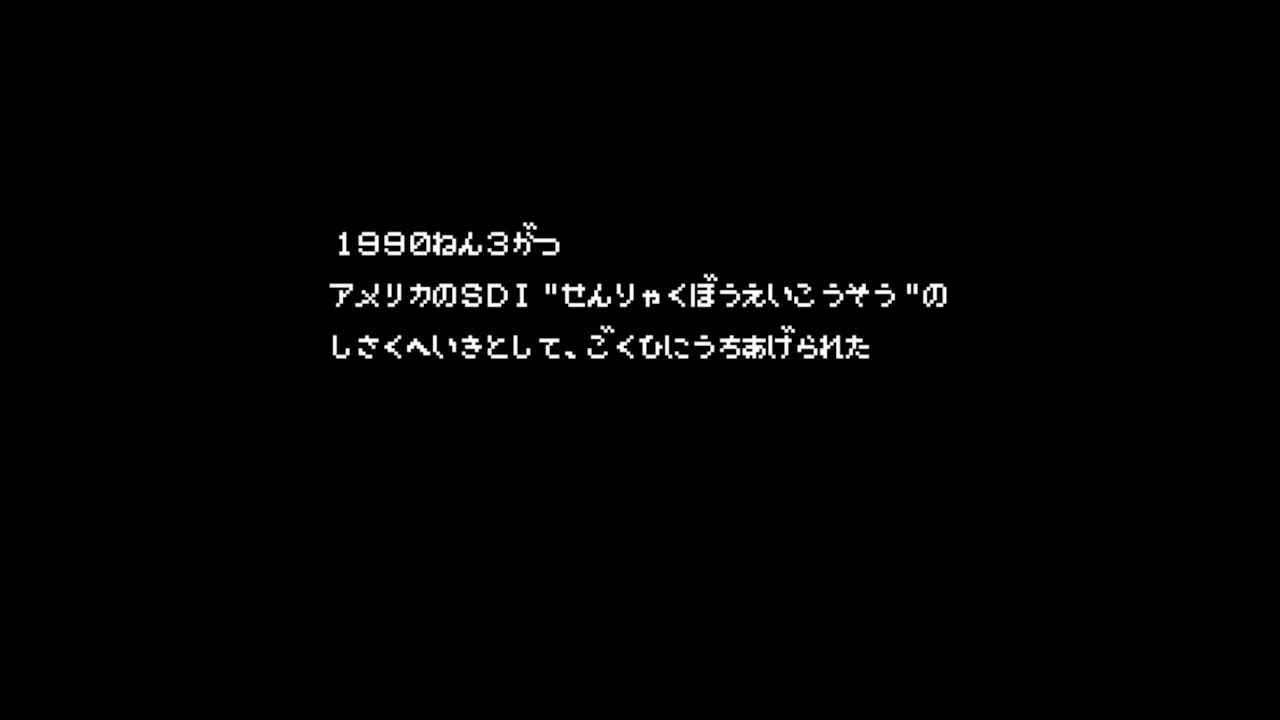 1990ねん3がつ
アメリカのSDI"せんりゃくぼうえいこうそう"の
しさくへいきとして、ごくひにうちあげられた